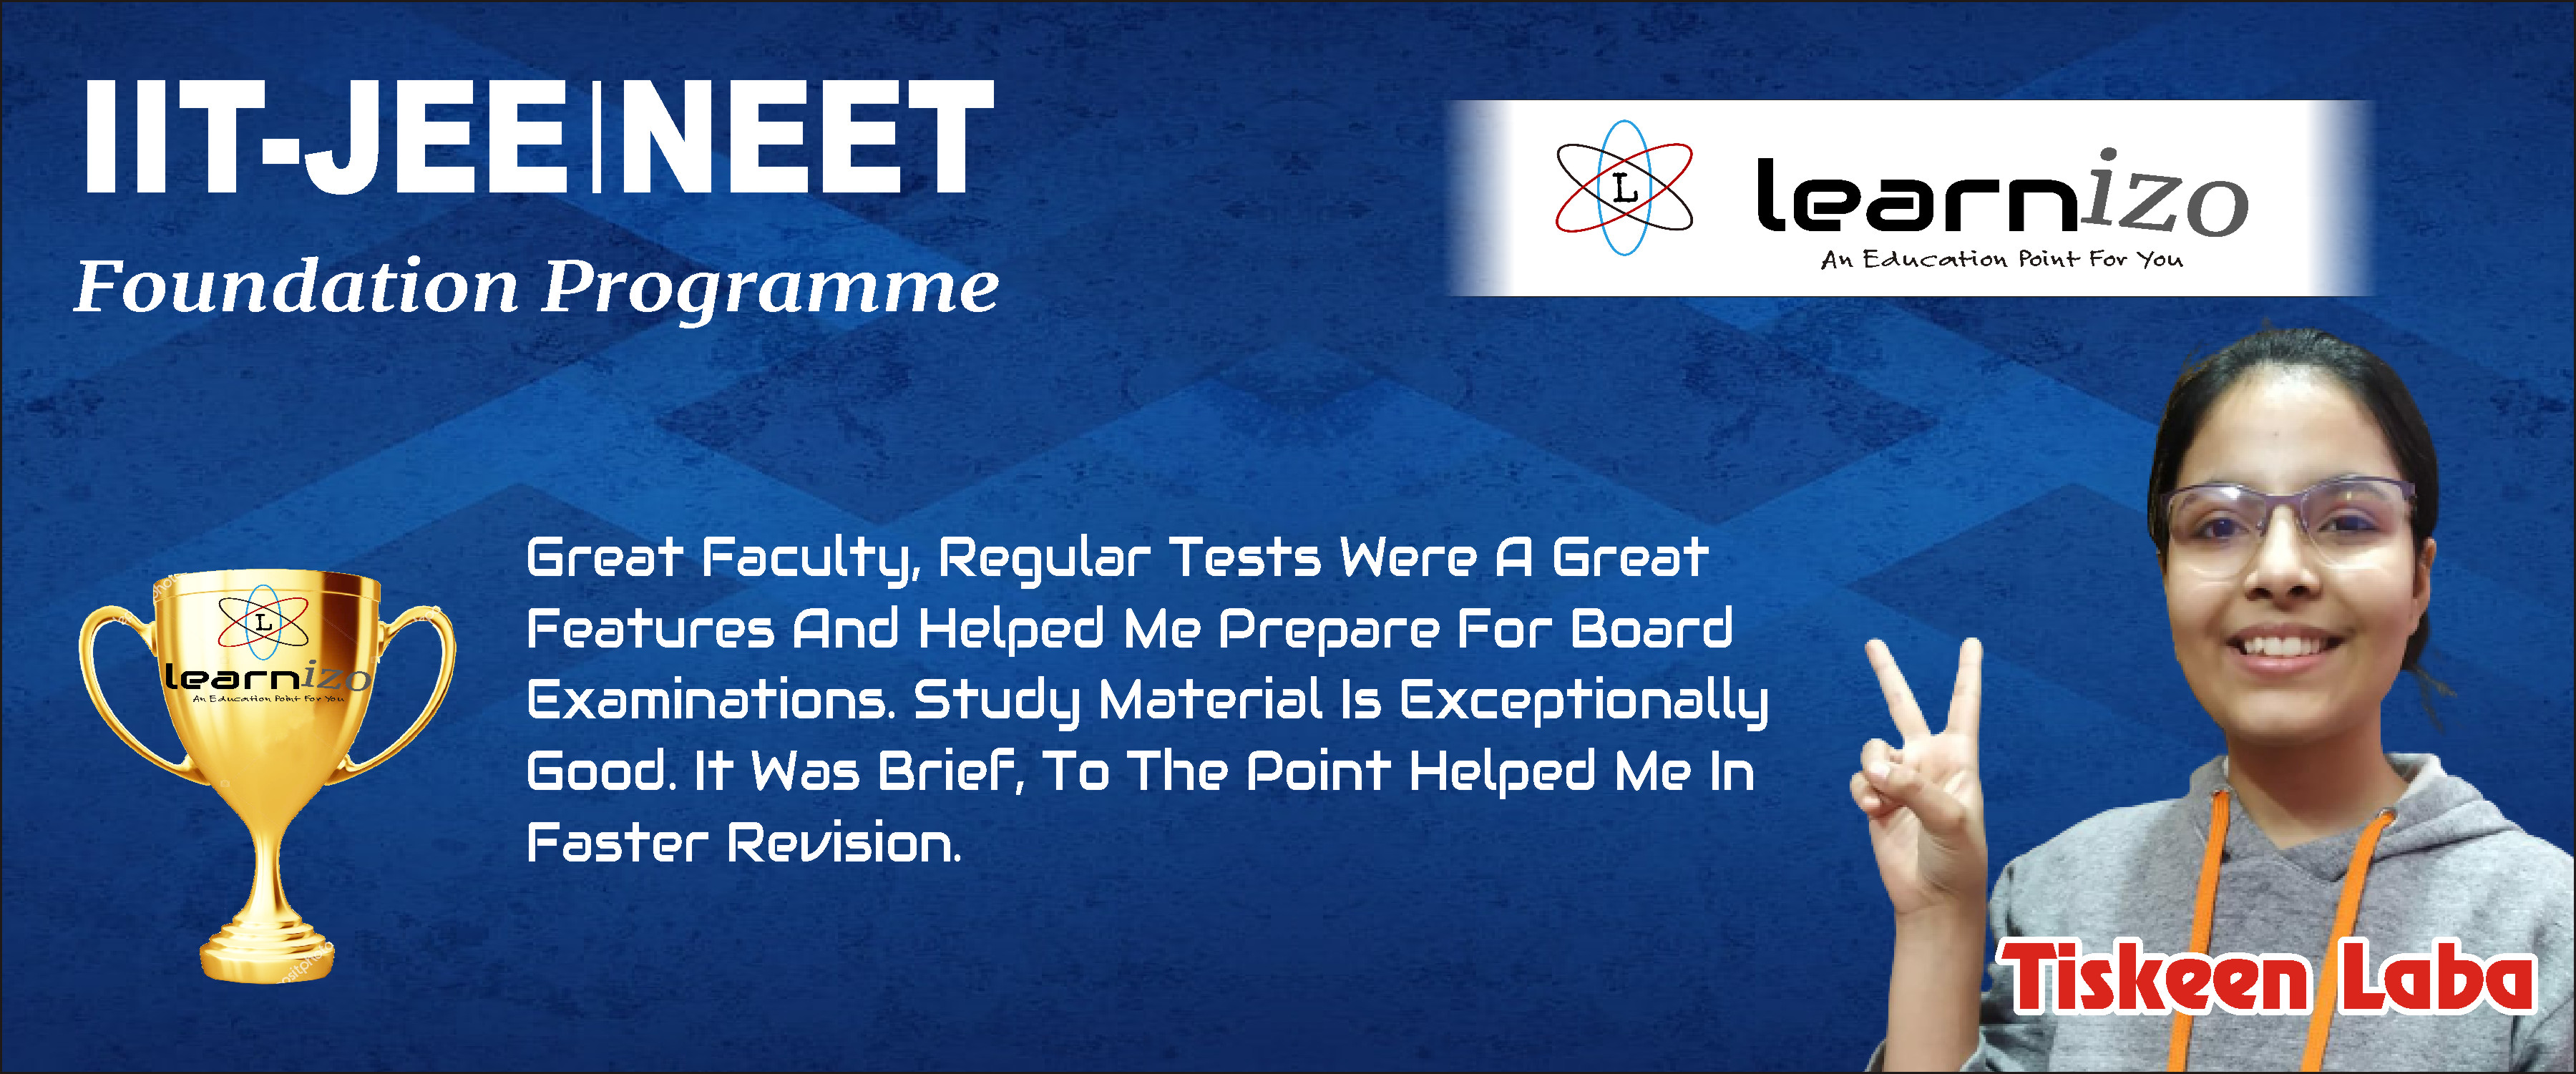 IIT-JEE|NEET
Foundation Programme
L
learnizo
An Education Point For You
Great Faculty, Regular Tests Were A Great
Features And Helped Me Prepare For Board
Examinations. Study Material Is Exceptionally
Good. It Was Brief, To The Point Helped Me In
Faster Revision.
L
learnizo
An Education Point For You
Tiskeen Laba